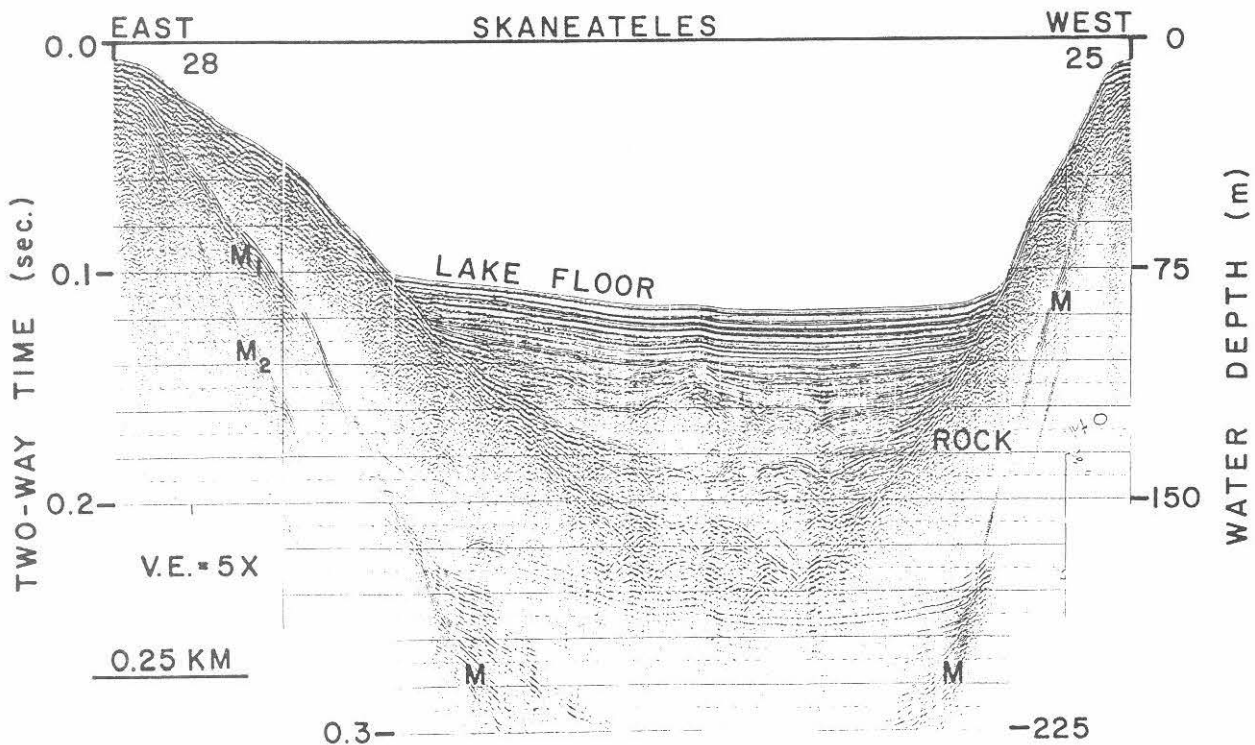 EAST SKANEATELES WEST
0.0 0
28 25
TWO-WAY TIME (sec.)
WATER DEPTH (m)
M1
0.1 LAKE FLOOR 75
M
M2
ROCK
0.2 150
V.E. = 5X
0.25 KM
M M
0.3 -225